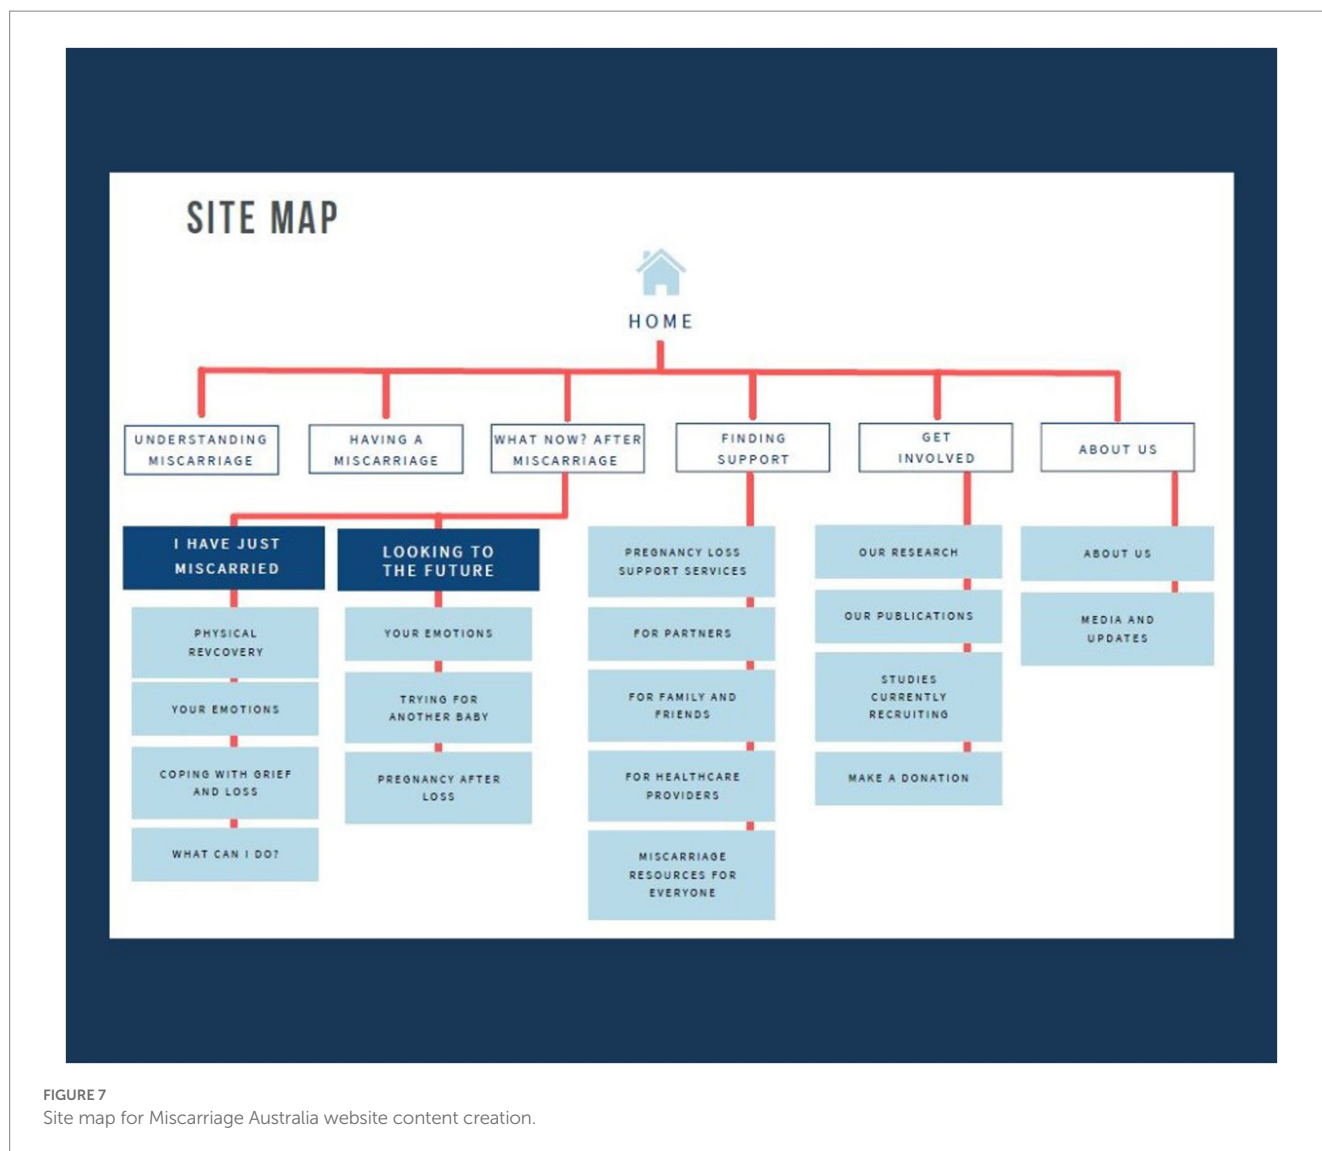 SITE MAP
HOME
UNDERSTANDING
MISCARRIAGE
HAVING A
MISCARRIAGE
WHAT NOW? AFTER
MISCARRIAGE
FINDING
SUPPORT
GET
INVOLVED
ABOUT US
I HAVE JUST
MISCARRIED
PHYSICAL
REVCOVERY
YOUR EMOTIONS
COPING WITH GRIEF
AND LOSS
WHAT CAN I DO?
LOOKING TO
THE FUTURE
YOUR EMOTIONS
TRYING FOR
ANOTHER BABY
PREGNANCY AFTER
LOSS
PREGNANCY LOSS
SUPPORT SERVICES
FOR PARTNERS
FOR FAMILY AND
FRIENDS
FOR HEALTHCARE
PROVIDERS
MISCARRIAGE
RESOURCES FOR
EVERYONE
OUR RESEARCH
OUR PUBLICATIONS
STUDIES
CURRENTLY
RECRUITING
MAKE A DONATION
ABOUT US
MEDIA AND
UPDATES
FIGURE 7
Site map for Miscarriage Australia website content creation.